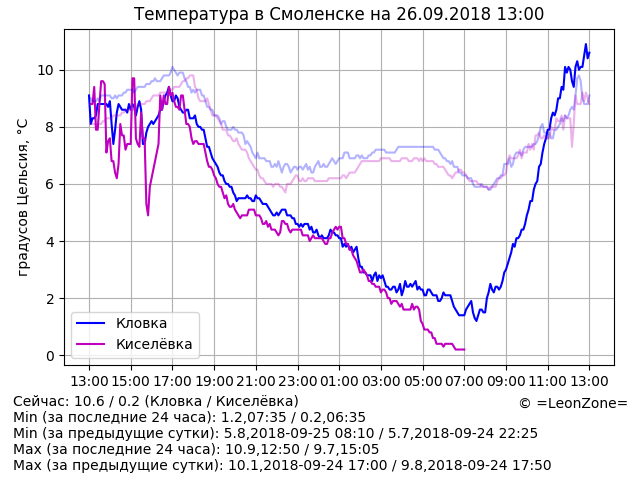 Температура в Смоленске на 26.09.2018 13:00
градусов Цельсия, °C
10
8
6
4
2
0
Кловка
Киселёвка
13:00 15:00 17:00 19:00 21:00 23:00 01:00 03:00 05:00 07:00 09:00 11:00 13:00
Сейчас: 10.6 / 0.2 (Кловка / Киселёвка)
© =LeonZone=
Min (за последние 24 часа): 1.2,07:35 / 0.2,06:35
Min (за предыдущие сутки): 5.8,2018-09-25 08:10 / 5.7,2018-09-24 22:25
Max (за последние 24 часа): 10.9,12:50 / 9.7,15:05
Max (за предыдущие сутки): 10.1,2018-09-24 17:00 / 9.8,2018-09-24 17:50